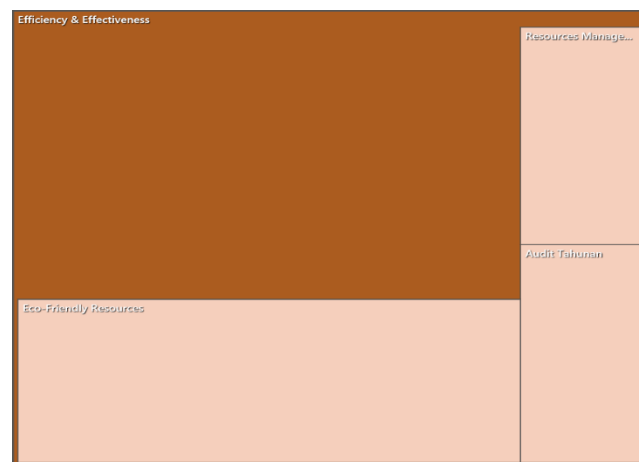 Efficiency & Effectiveness
Resources Manage...
Audit Tahunan
Eco-Friendly Resources